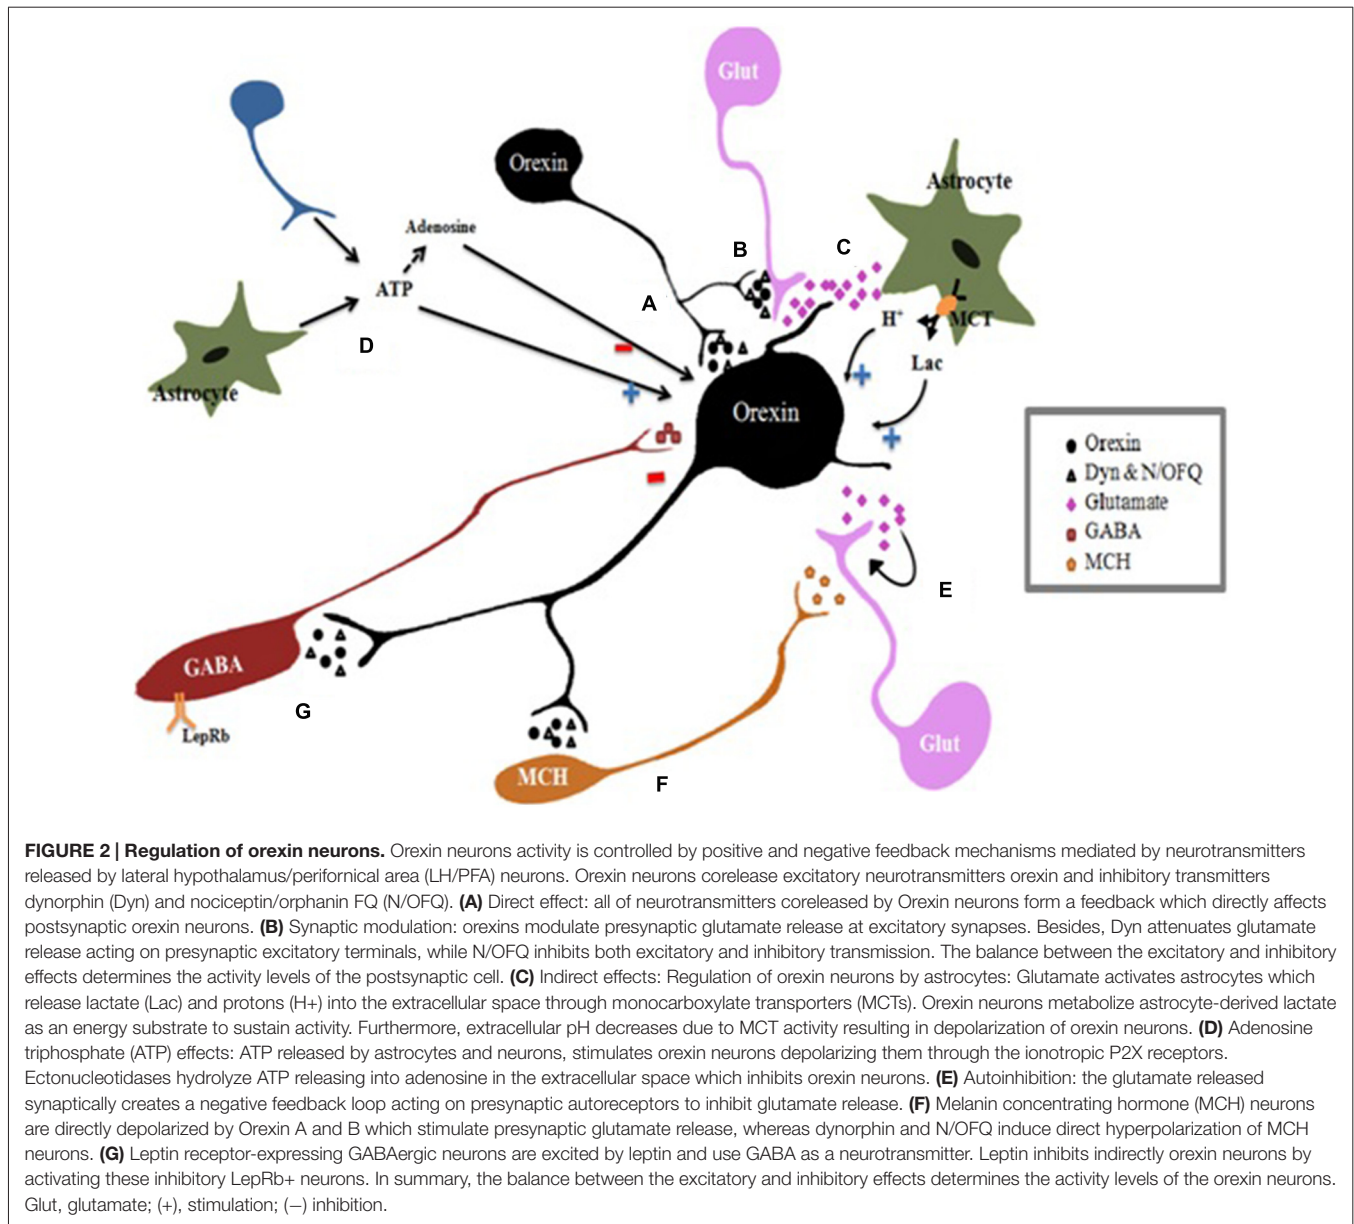 Glut
Orexin
Astrocyte
Adenosine
B
C
ATP
A
H+
MCT
D
Lac
Astrocyte
Orexin
Orexin
Dyn & N/OFQ
Glutamate
GABA
MCH
E
GABA
G
LepRb
Glut
MCH
F
FIGURE 2 | Regulation of orexin neurons. Orexin neurons activity is controlled by positive and negative feedback mechanisms mediated by neurotransmitters
released by lateral hypothalamus/perifornical area (LH/PFA) neurons. Orexin neurons corelease excitatory neurotransmitters orexin and inhibitory transmitters
dynorphin (Dyn) and nociceptin/orphanin FQ (N/OFQ). (A) Direct effect: all of neurotransmitters coreleased by Orexin neurons form a feedback which directly affects
postsynaptic orexin neurons. (B) Synaptic modulation: orexins modulate presynaptic glutamate release at excitatory synapses. Besides, Dyn attenuates glutamate
release acting on presynaptic excitatory terminals, while N/OFQ inhibits both excitatory and inhibitory transmission. The balance between the excitatory and inhibitory
effects determines the activity levels of the postsynaptic cell. (C) Indirect effects: Regulation of orexin neurons by astrocytes: Glutamate activates astrocytes which
release lactate (Lac) and protons (H+) into the extracellular space through monocarboxylate transporters (MCTs). Orexin neurons metabolize astrocyte-derived lactate
as an energy substrate to sustain activity. Furthermore, extracellular pH decreases due to MCT activity resulting in depolarization of orexin neurons. (D) Adenosine
triphosphate (ATP) effects: ATP released by astrocytes and neurons, stimulates orexin neurons depolarizing them through the ionotropic P2X receptors.
Ectonucleotidases hydrolyze ATP releasing into adenosine in the extracellular space which inhibits orexin neurons. (E) Autoinhibition: the glutamate released
synaptically creates a negative feedback loop acting on presynaptic autoreceptors to inhibit glutamate release. (F) Melanin concentrating hormone (MCH) neurons
are directly depolarized by Orexin A and B which stimulate presynaptic glutamate release, whereas dynorphin and N/OFQ induce direct hyperpolarization of MCH
neurons. (G) Leptin receptor-expressing GABAergic neurons are excited by leptin and use GABA as a neurotransmitter. Leptin inhibits indirectly orexin neurons by
activating these inhibitory LepRb+ neurons. In summary, the balance between the excitatory and inhibitory effects determines the activity levels of the orexin neurons.
Glut, glutamate; (+), stimulation; (−) inhibition.